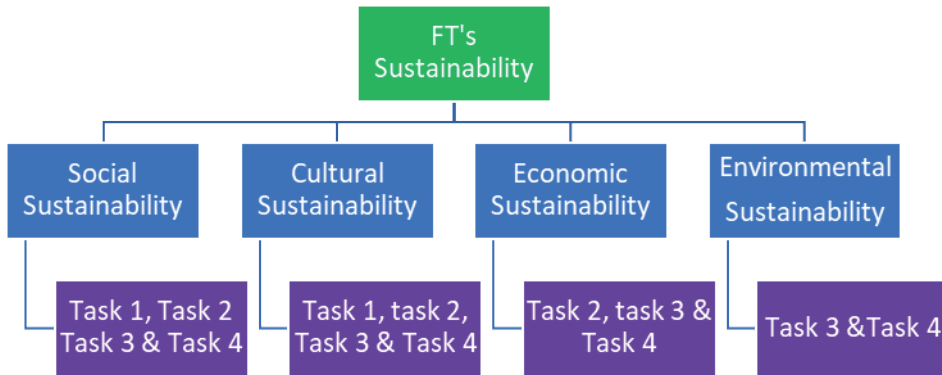 FT's
Sustainability
Social
Sustainability
Cultural
Sustainability
Economic
Sustainability
Environmental
Sustainability
Task 1, Task 2
Task 3 & Task 4
Task 1, task 2,
Task 3 & Task 4
Task 2, task 3 &
Task 4
Task 3 &Task 4